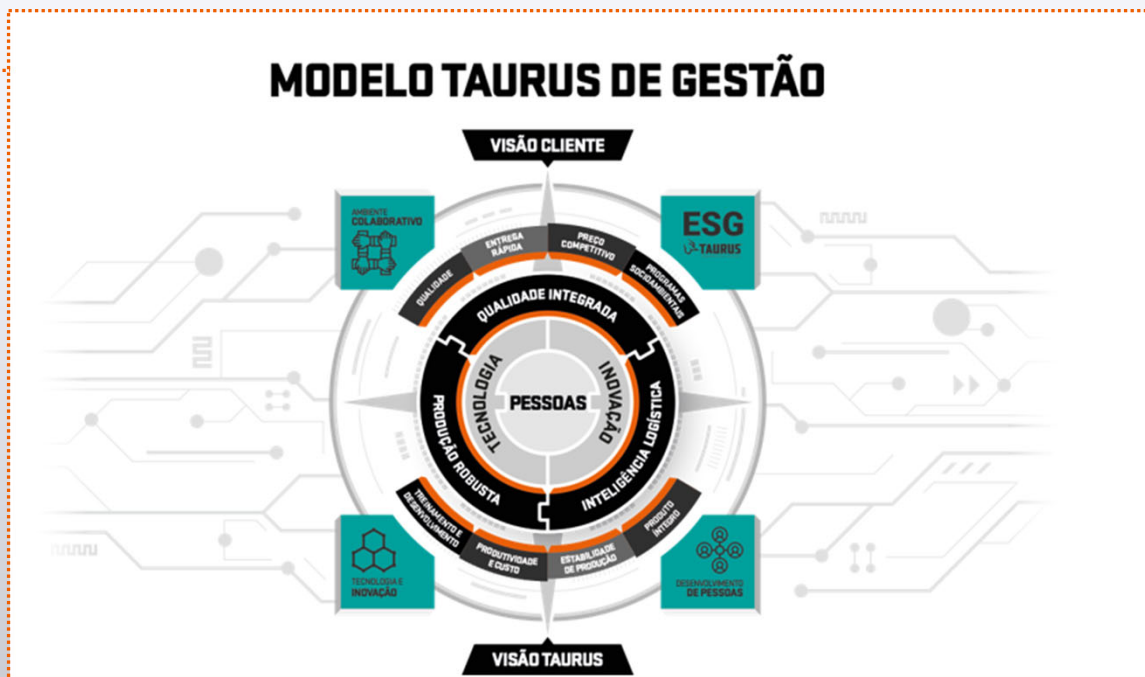 MODELO TAURUS DE GESTÃO
VISÃO CLIENTE
AMBIENTE
COLABORATIVO
ESG
TAURUS
QUALIDADE
ENTREGA
RÁPIDA
PREÇO
COMPETITIVO
PROGRAMAS
SOCIOAMBIENTAIS
QUALIDADE INTEGRADA
TECNOLOGIA
PESSOAS
INOVAÇÃO
PRODUÇÃO ROBUSTA
INTELIGÊNCIA LOGÍSTICA
TREINAMENTO E
DESENVOLVIMENTO
PRODUTIVIDADE
E CUSTO
ESTABILIDADE
DE PRODUÇÃO
PRODUTO
ÍNTEGRO
TECNOLOGIA E
INOVAÇÃO
DESENVOLVIMENTO
DE PESSOAS
VISÃO TAURUS